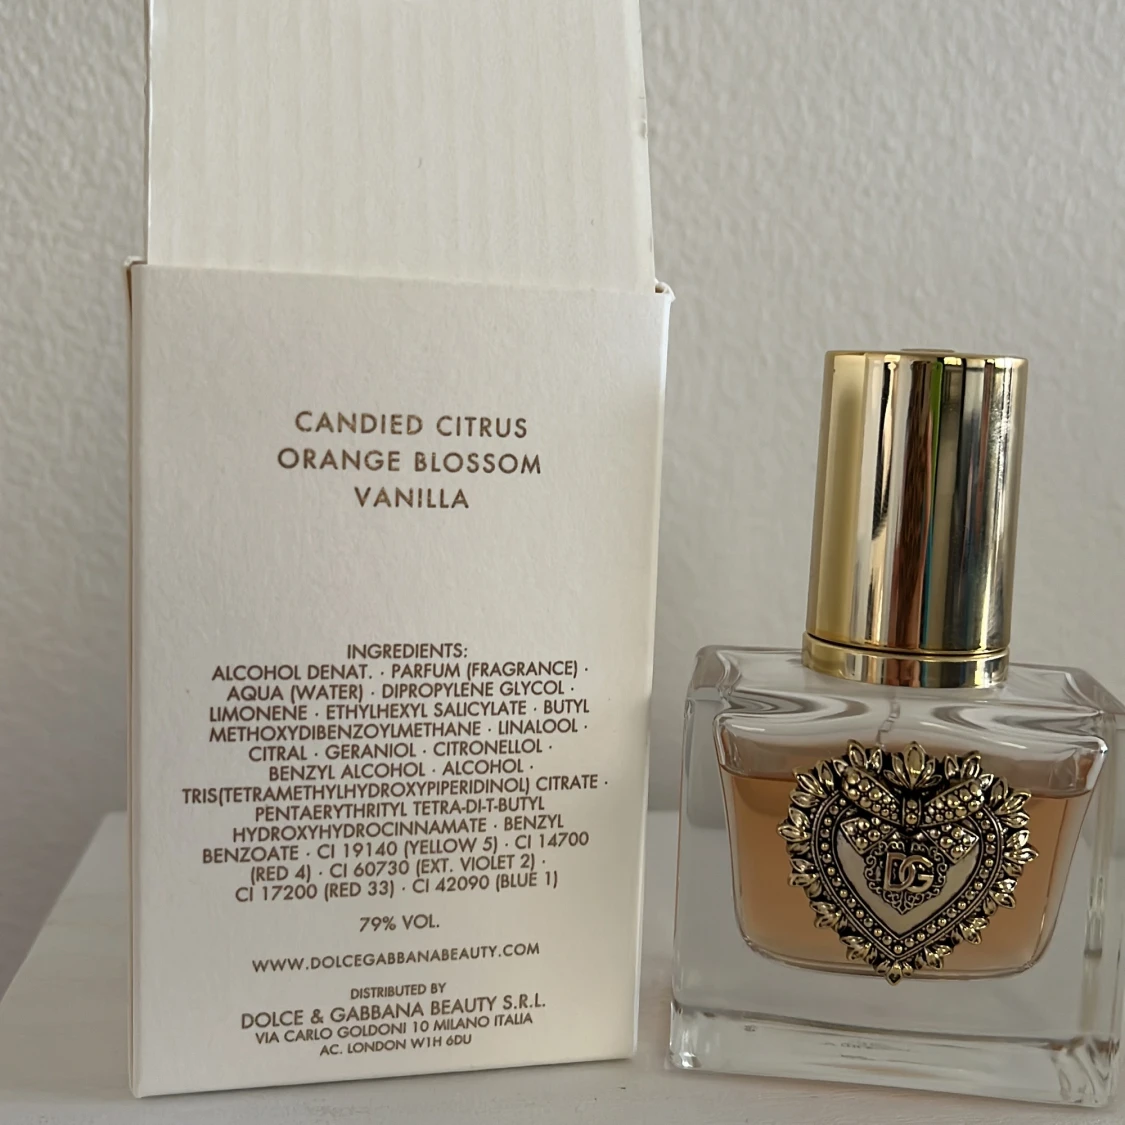 CANDIED CITRUS
ORANGE BLOSSOM
VANILLA
INGREDIENTS:
ALCOHOL DENAT. · PARFUM (FRAGRANCE) ·
AQUA (WATER) · DIPROPYLENE GLYCOL ·
LIMONENE · ETHYLHEXYL SALICYLATE · BUTYL
METHOXYDIBENZOYLMETHANE · LINALOOL ·
CITRAL · GERANIOL · CITRONELLOL ·
BENZYL ALCOHOL · ALCOHOL ·
TRIS(TETRAMETHYLHYDROXYPIPERIDINOL) CITRATE ·
PENTAERYTHRITYL TETRA-DI-T-BUTYL
HYDROXYHYDROCINNAMATE · BENZYL
BENZOATE · CI 19140 (YELLOW 5) · CI 14700
(RED 4) · CI 60730 (EXT. VIOLET 2) ·
CI 17200 (RED 33) · CI 42090 (BLUE 1)
79% VOL.
WWW.DOLCEGABBANABEAUTY.COM
DISTRIBUTED BY
DOLCE & GABBANA BEAUTY S.R.L.
VIA CARLO GOLDONI 10 MILANO ITALIA
AC. LONDON W1H 6DU
DG